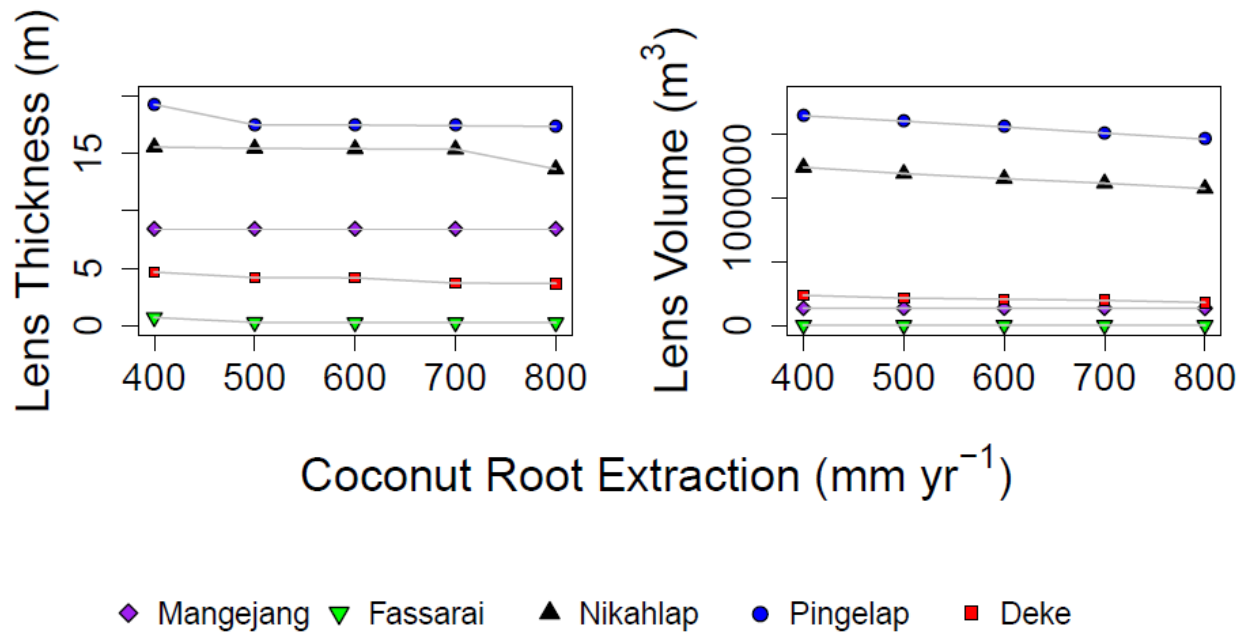 Lens Thickness (m)
15
5
0
400 500 600 700 800
Lens Volume (m³)
1000000
0
400 500 600 700 800
Coconut Root Extraction (mm yr⁻¹)
Mangejang Fassarai Nikahlap Pingelap Deke